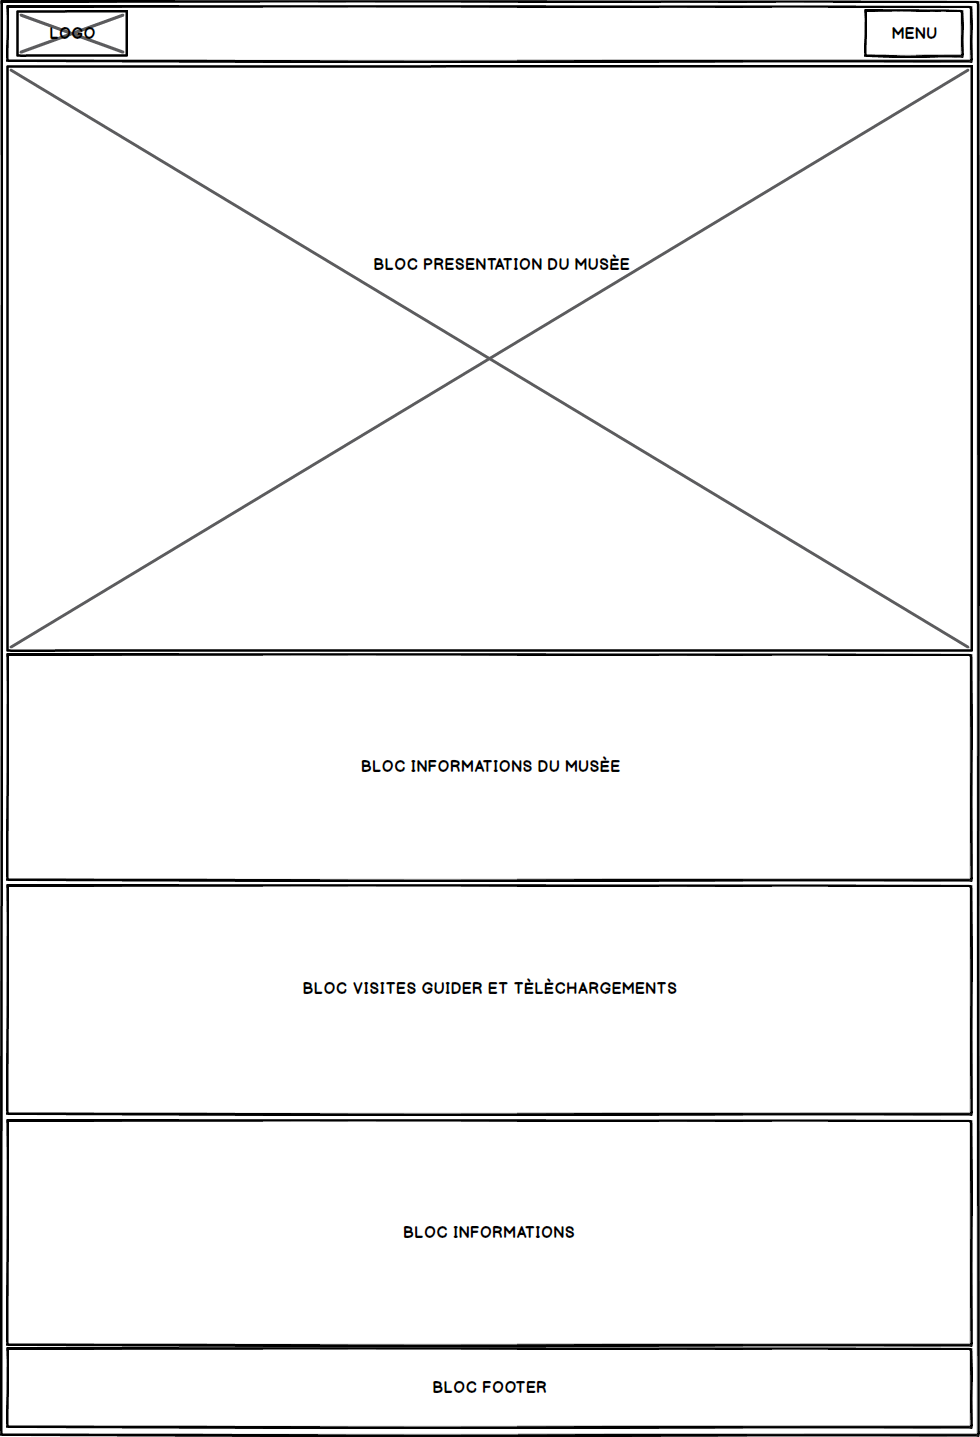 LOGO
MENU
BLOC PRESENTATION DU MUSÈE
BLOC INFORMATIONS DU MUSÈE
BLOC VISITES GUIDER ET TÈLÈCHARGEMENTS
BLOC INFORMATIONS
BLOC FOOTER